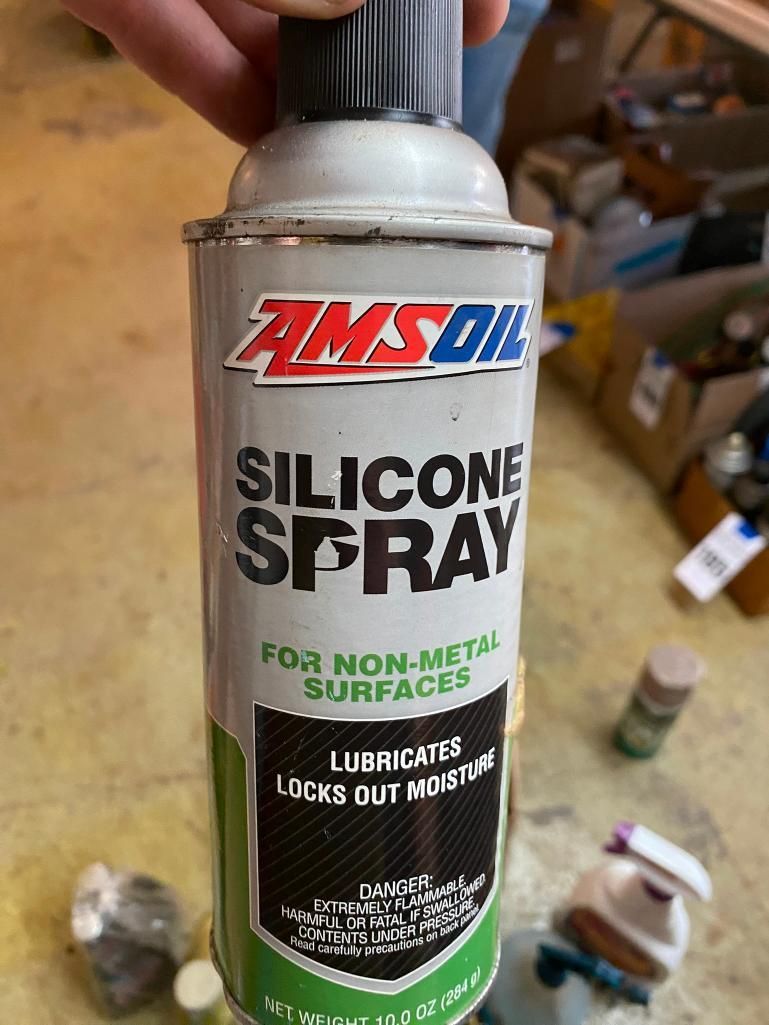 AMSOIL
SILICONE
SPRAY
FOR NON-METAL
SURFACES
LUBRICATES
LOCKS OUT MOISTURE
DANGER:
EXTREMELY FLAMMABLE.
HARMFUL OR FATAL IF SWALLOWED.
CONTENTS UNDER PRESSURE.
Read carefully precautions on back panel.
NET WEIGHT 10.0 OZ (284 g)